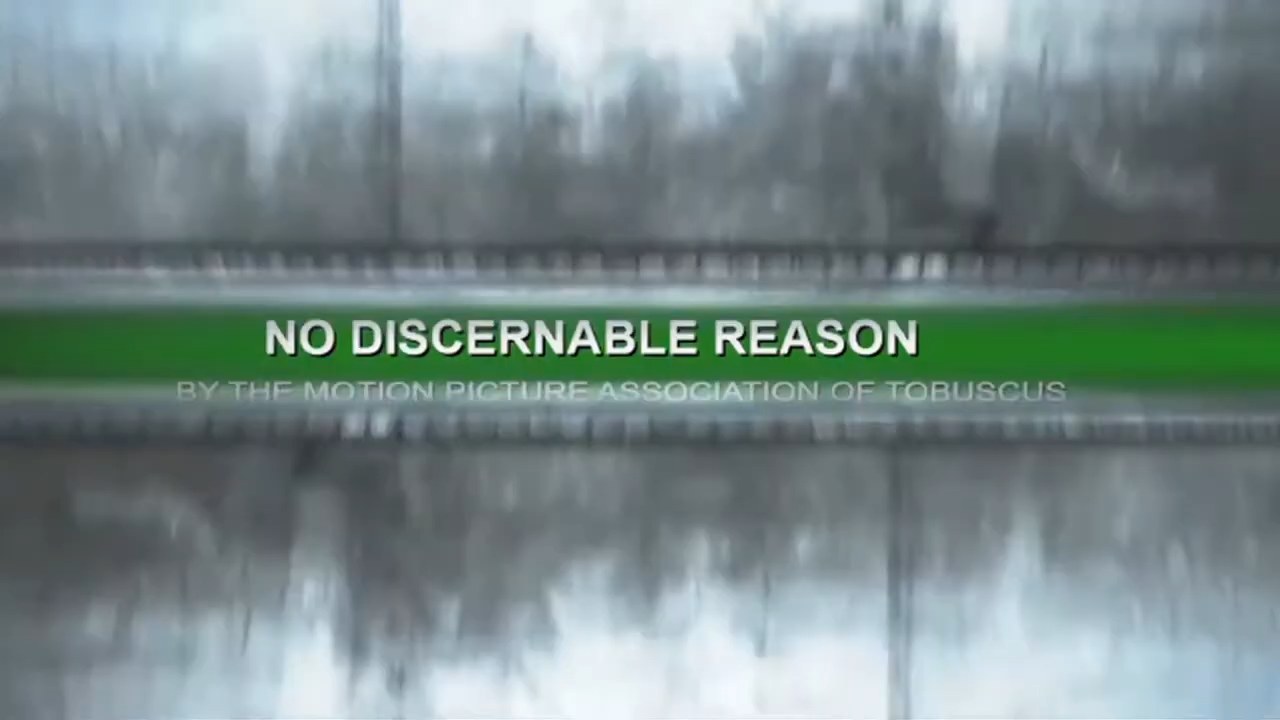 NO DISCERNABLE REASON
BY THE MOTION PICTURE ASSOCIATION OF TOBUSCUS